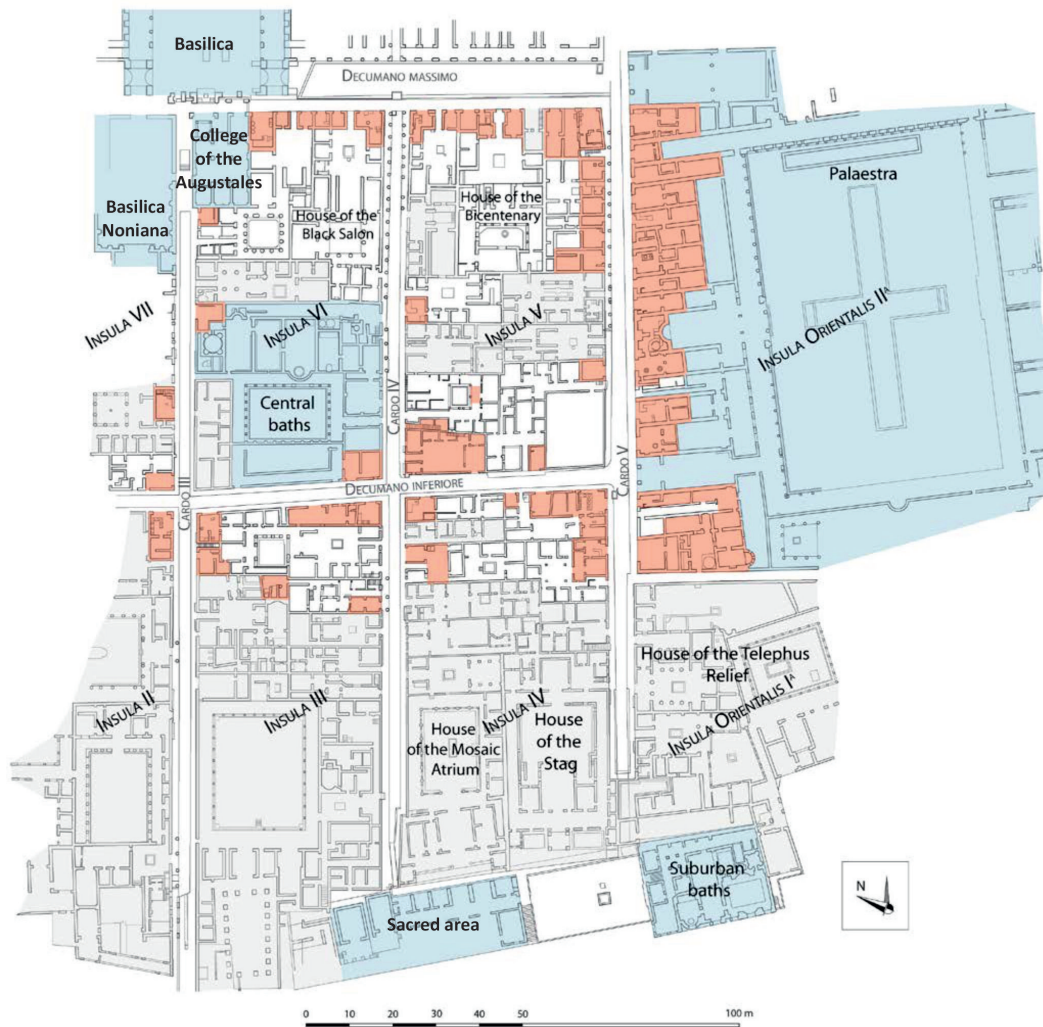 Basilica
DECUMANO MASSIMO
College
of the
Augustales
Basilica
Noniana
House of the
Black Salon
House of the
Bicentenary
Palaestra
INSULA VII
INSULA VI
INSULA V
INSULA ORIENTALIS IIᴬ
Central
baths
CARDO IV
CARDO III
DECUMANO INFERIORE
CARDO V
House of the Telephus
Relief
INSULA II
INSULA III
INSULA IV
INSULA ORIENTALIS Iᴬ
House
of the Mosaic
Atrium
House
of the
Stag
Suburban
baths
Sacred area
N
0 10 20 30 40 50 100 m